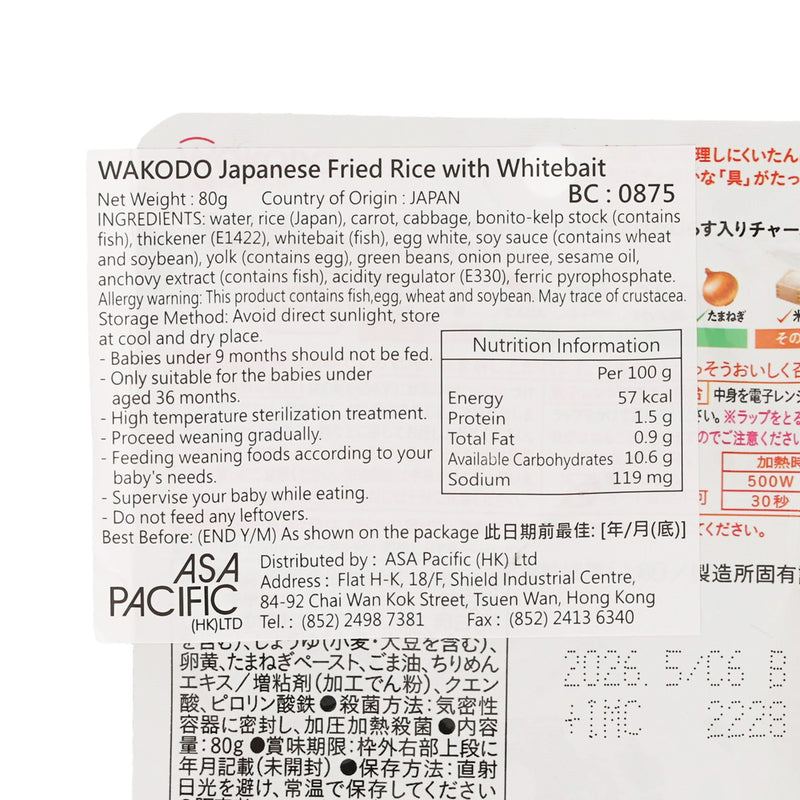 WAKODO Japanese Fried Rice with Whitebait
Net Weight : 80g Country of Origin : JAPAN BC : 0875
INGREDIENTS: water, rice (Japan), carrot, cabbage, bonito-kelp stock (contains
fish), thickener (E1422), whitebait (fish), egg white, soy sauce (contains wheat
and soybean), yolk (contains egg), green beans, onion puree, sesame oil,
anchovy extract (contains fish), acidity regulator (E330), ferric pyrophosphate.
Allergy warning: This product contains fish,egg, wheat and soybean. May trace of crustacea.
Storage Method: Avoid direct sunlight, store
at cool and dry place.
- Babies under 9 months should not be fed.
- Only suitable for the babies under
aged 36 months.
- High temperature sterilization treatment.
- Proceed weaning gradually.
- Feeding weaning foods according to your
baby's needs.
- Supervise your baby while eating.
- Do not feed any leftovers.
Nutrition Information
Per 100 g
Energy 57 kcal
Protein 1.5 g
Total Fat 0.9 g
Available Carbohydrates 10.6 g
Sodium 119 mg
Best Before: (END Y/M) As shown on the package 此日期前最佳: [年/月(底)]
ASA
PACIFIC
(HK)LTD
Distributed by : ASA Pacific (HK) Ltd
Address : Flat H-K, 18/F, Shield Industrial Centre,
84-92 Chai Wan Kok Street, Tsuen Wan, Hong Kong
Tel. : (852) 2498 7381 Fax : (852) 2413 6340
理しにくいたん
な「具」がたっ
す入りチャー
たまねぎ
その
そうおいしく
中身を電子レン
い。※ラップをと
のでご注意くださ
加熱時
500W
30秒
ください。
製造所固有
を含む)、しょうゆ(小麦・大豆を含む)、
卵黄、たまねぎペースト、ごま油、ちりめん
エキス/増粘剤(加工でん粉)、クエン
酸、ピロリン酸鉄 ●殺菌方法:気密性
容器に密封し、加圧加熱殺菌 ●内容
量:80g ●賞味期限:枠外右部上段に
年月記載(未開封) ●保存方法:直射
日光を避け、常温で保存してください
2026. 5/C6 B
+IMC 2228